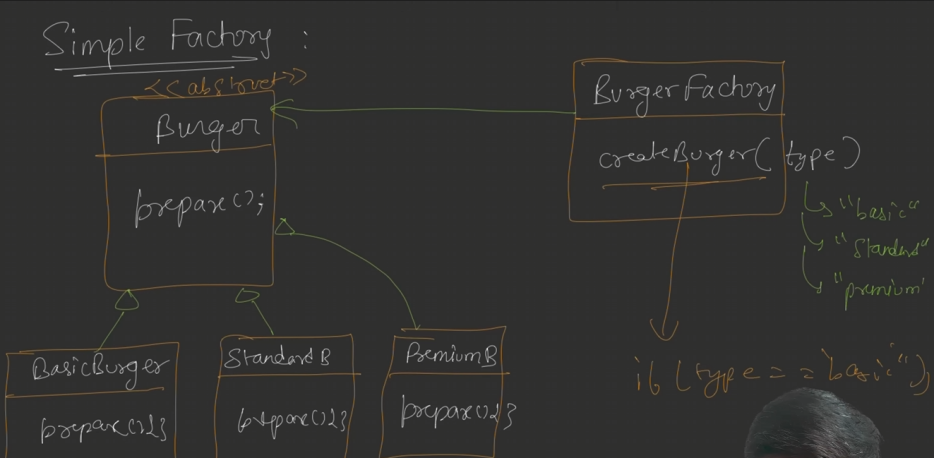 Simple Factory :
<<abstract>>
Burger
prepare();
BasicBurger
prepare(){}
StandardB
prepare(){}
PremiumB
prepare(){}
BurgerFactory
createBurger(type)
"basic"
"Standard"
"premium"
if (type == "basic")